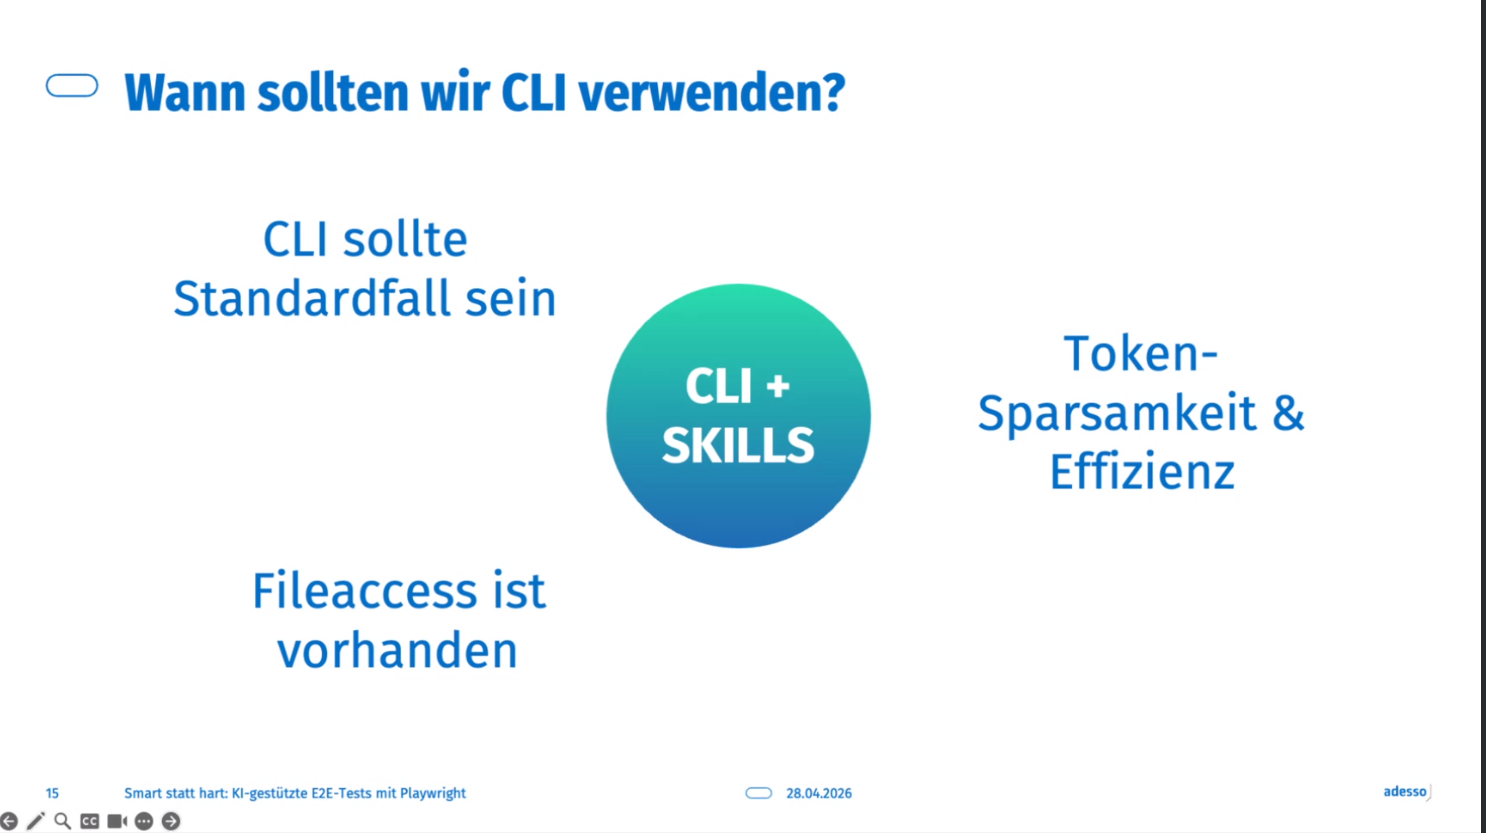 Wann sollten wir CLI verwenden?
CLI sollte
Standardfall sein
CLI +
SKILLS
Token-
Sparsamkeit &
Effizienz
Fileaccess ist
vorhanden
15
Smart statt hart: KI-gestützte E2E-Tests mit Playwright
28.04.2026
adesso
CC